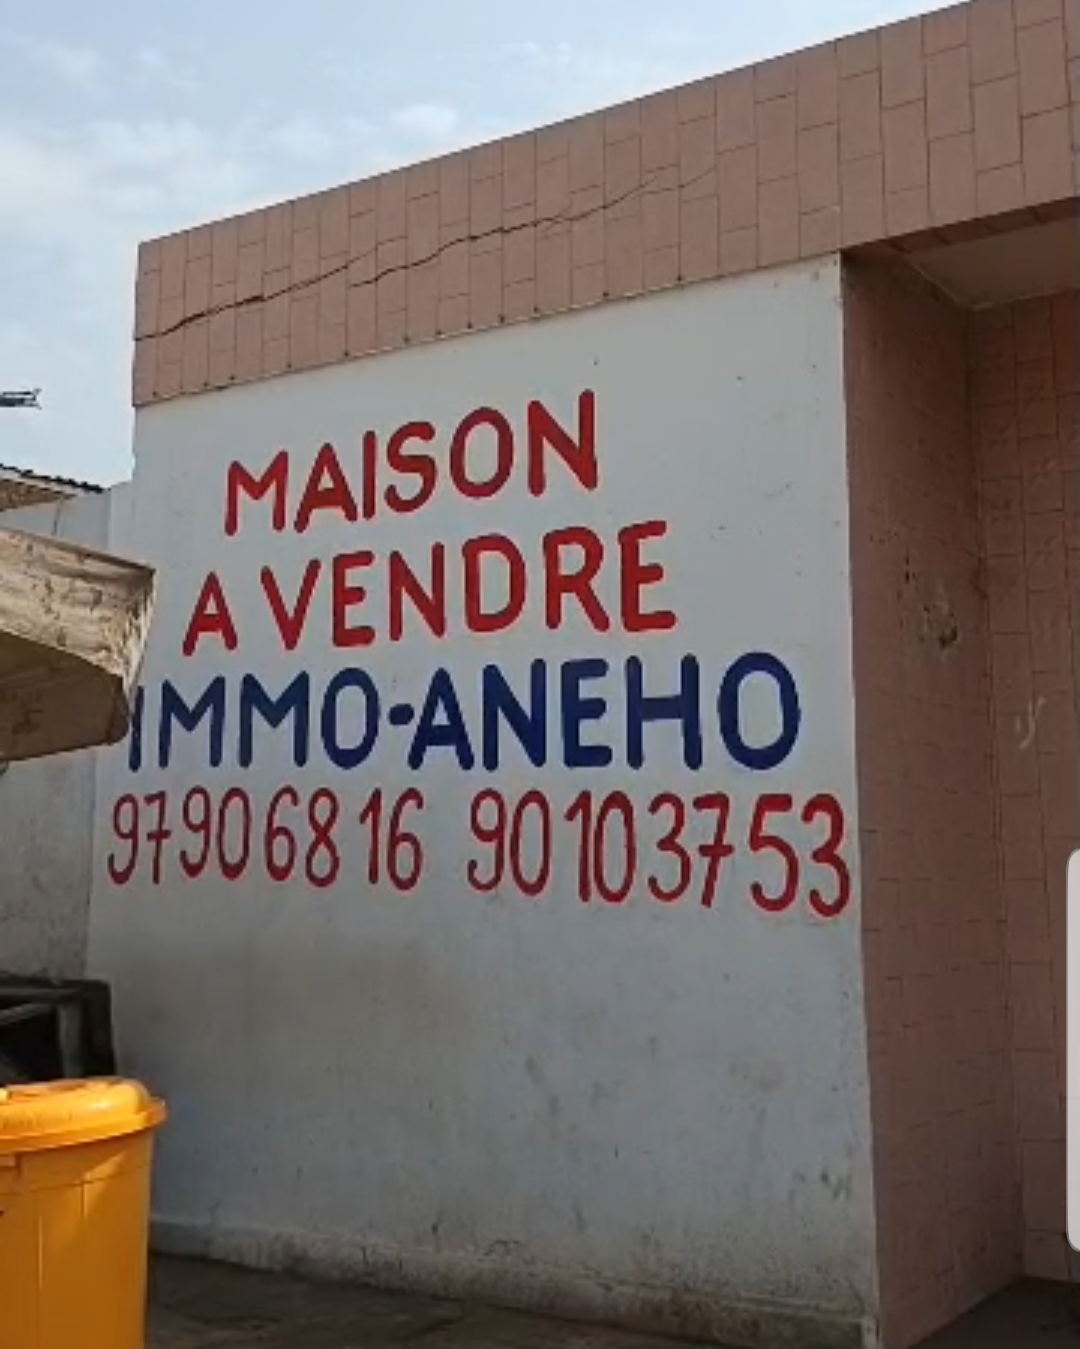 MAISON
A VENDRE
IMMO-ANEHO
97906816 90103753